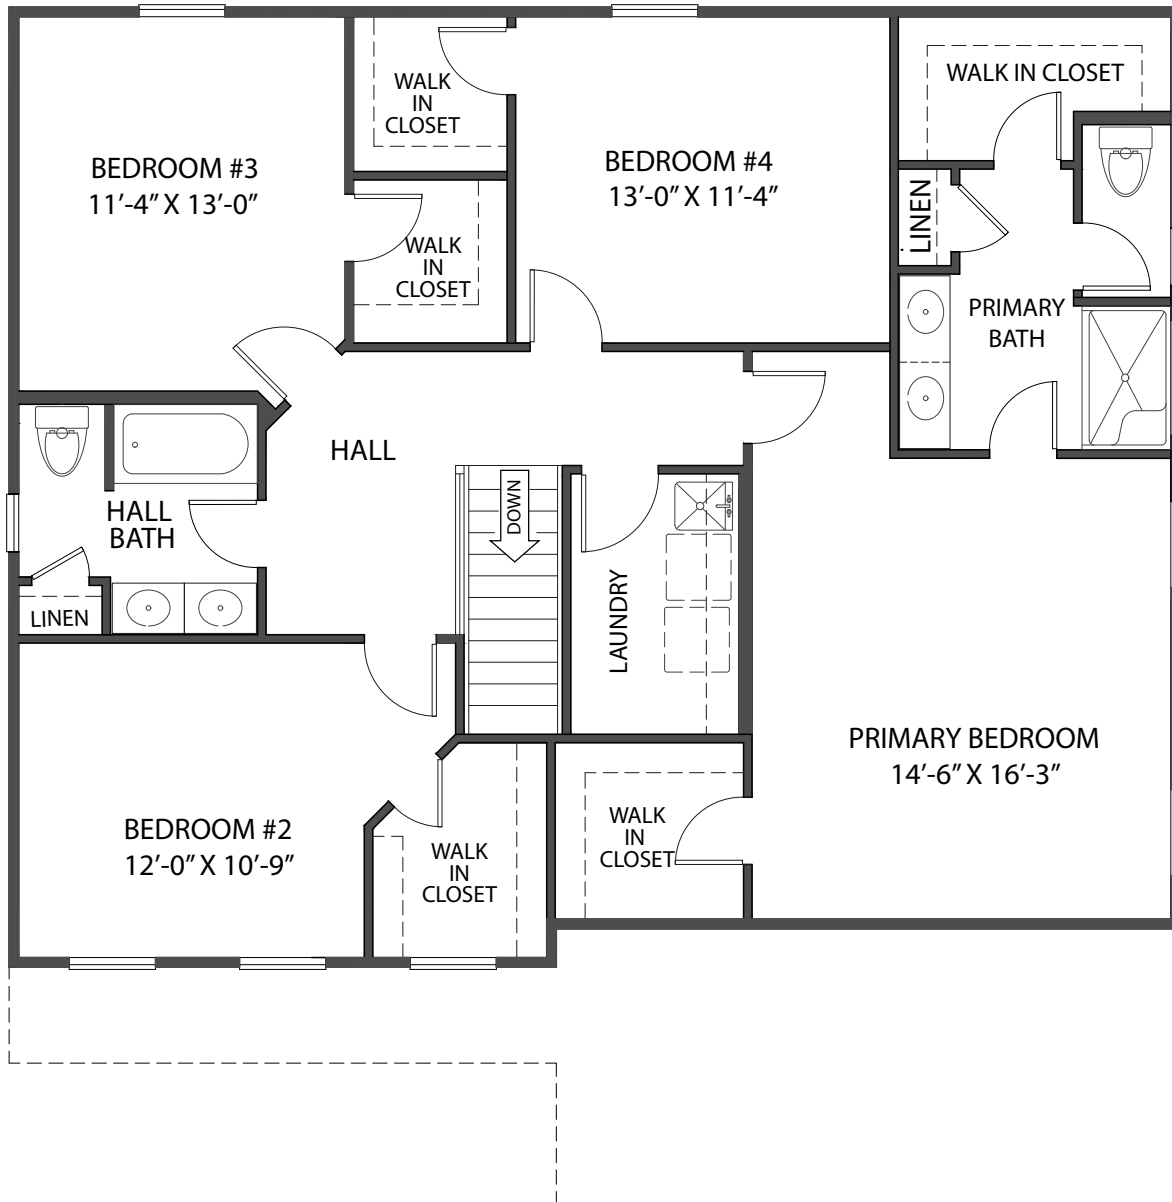 WALK
IN
CLOSET
WALK IN CLOSET
BEDROOM #3
11’-4” X 13’-0”
BEDROOM #4
13’-0” X 11’-4”
LINEN
WALK
IN
CLOSET
PRIMARY
BATH
HALL
DOWN
HALL
BATH
LINEN
LAUNDRY
PRIMARY BEDROOM
14’-6” X 16’-3”
BEDROOM #2
12’-0” X 10’-9”
WALK
IN
CLOSET
WALK
IN
CLOSET